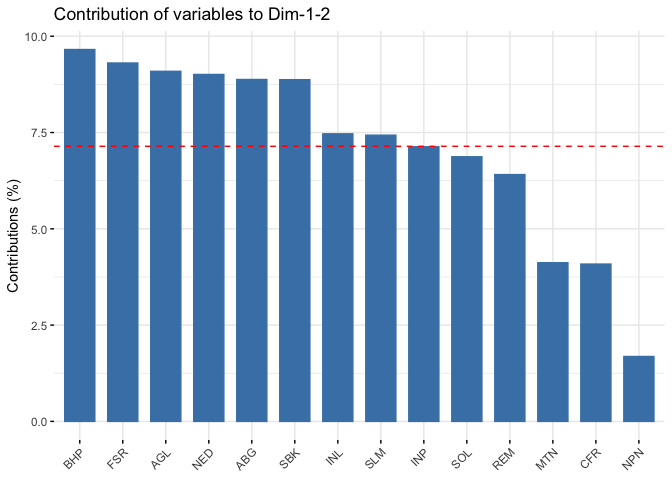 Contribution of variables to Dim-1-2
Contributions (%)
10.0
7.5
5.0
2.5
0.0
BHP
FSR
AGL
NED
ABG
SBK
INL
SLM
INP
SOL
REM
MTN
CFR
NPN